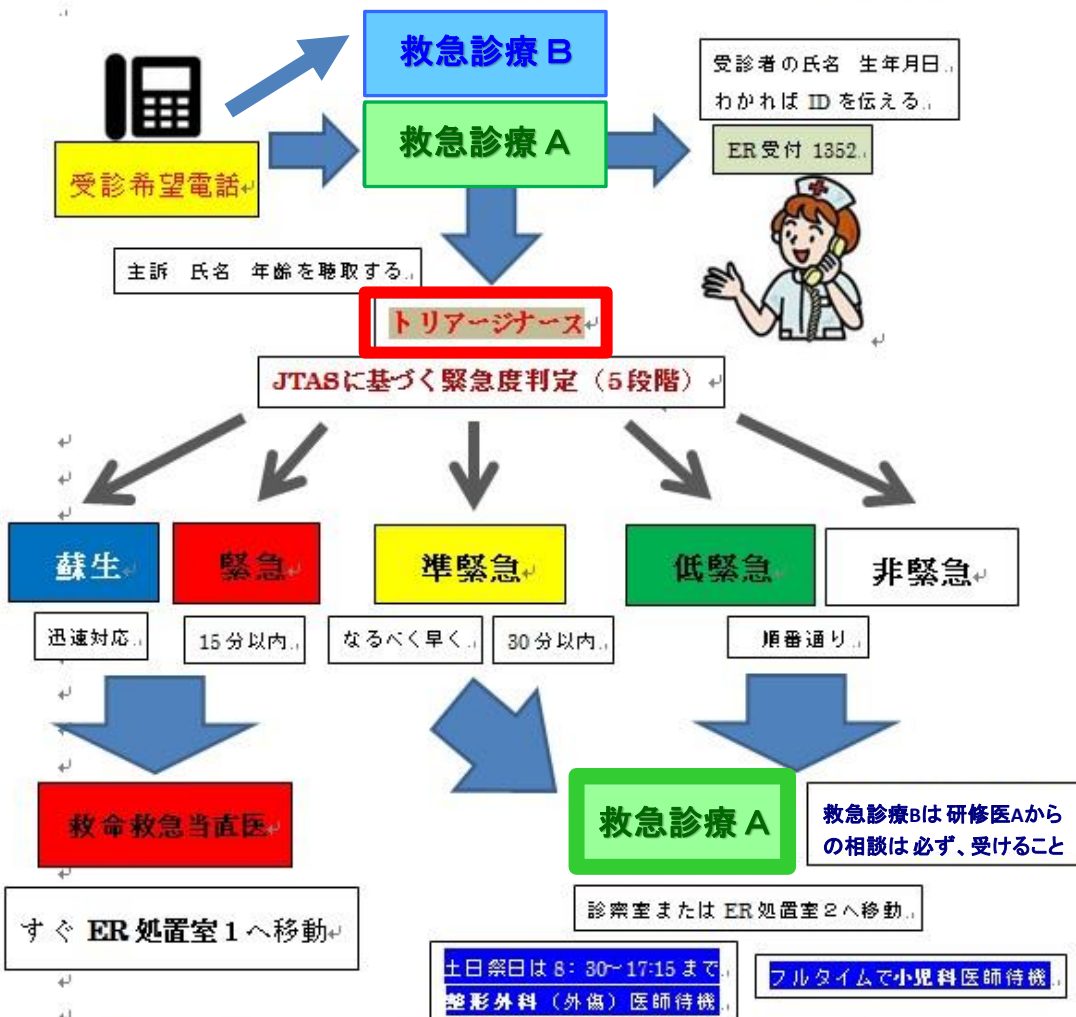 救急診療B
救急診療A
受診希望電話
受診者の氏名 生年月日
わかれば ID を伝える
ER受付 1352
主訴 氏名 年齢を聴取する
トリアージナース
JTASに基づく緊急度判定（5段階）
蘇生
緊急
準緊急
低緊急
非緊急
迅速対応
15分以内
なるべく早く
30分以内
順番通り
救命救急当直医
救急診療A
救急診療Bは研修医Aから
の相談は必ず、受けること
すぐ ER 処置室1へ移動
診察室または ER 処置室2へ移動
土日祭日は 8：30~17:15 まで
整形外科（外傷）医師待機
フルタイムで小児科医師待機